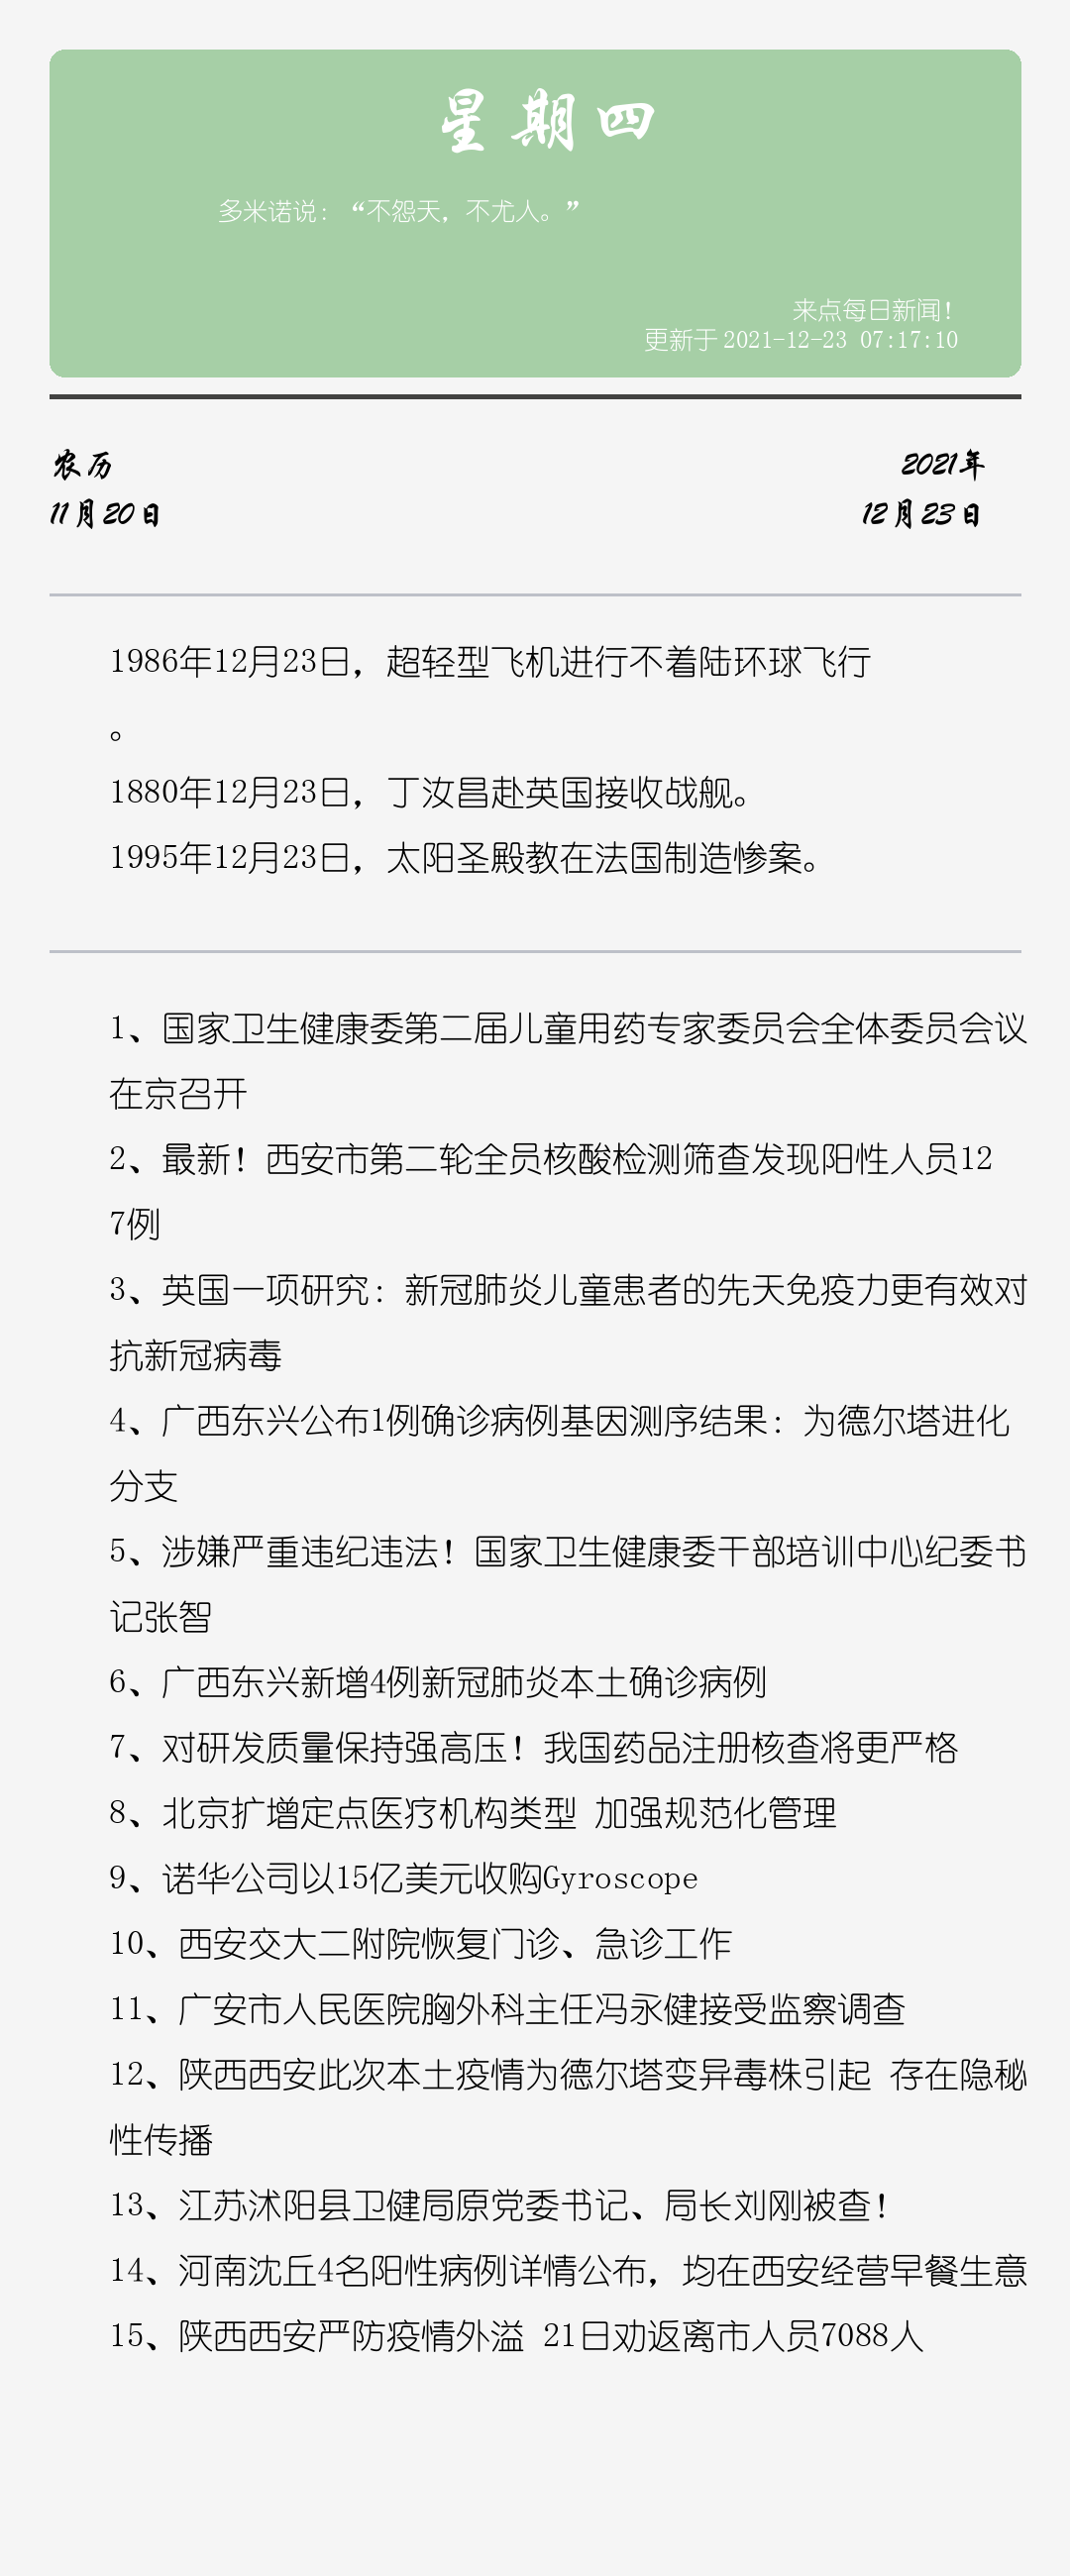 星期四
多米诺说：“不怨天，不尤人。”
来点每日新闻！
更新于 2021-12-23 07:17:10
农历
2021年
11月20日
12月23日
1986年12月23日，超轻型飞机进行不着陆环球飞行
。
1880年12月23日，丁汝昌赴英国接收战舰。
1995年12月23日，太阳圣殿教在法国制造惨案。
1、国家卫生健康委第二届儿童用药专家委员会全体委员会议
在京召开
2、最新！西安市第二轮全员核酸检测筛查发现阳性人员12
7例
3、英国一项研究：新冠肺炎儿童患者的先天免疫力更有效对
抗新冠病毒
4、广西东兴公布1例确诊病例基因测序结果：为德尔塔进化
分支
5、涉嫌严重违纪违法！国家卫生健康委干部培训中心纪委书
记张智
6、广西东兴新增4例新冠肺炎本土确诊病例
7、对研发质量保持强高压！我国药品注册核查将更严格
8、北京扩增定点医疗机构类型 加强规范化管理
9、诺华公司以15亿美元收购Gyroscope
10、西安交大二附院恢复门诊、急诊工作
11、广安市人民医院胸外科主任冯永健接受监察调查
12、陕西西安此次本土疫情为德尔塔变异毒株引起 存在隐秘
性传播
13、江苏沭阳县卫健局原党委书记、局长刘刚被查！
14、河南沈丘4名阳性病例详情公布，均在西安经营早餐生意
15、陕西西安严防疫情外溢 21日劝返离市人员7088人